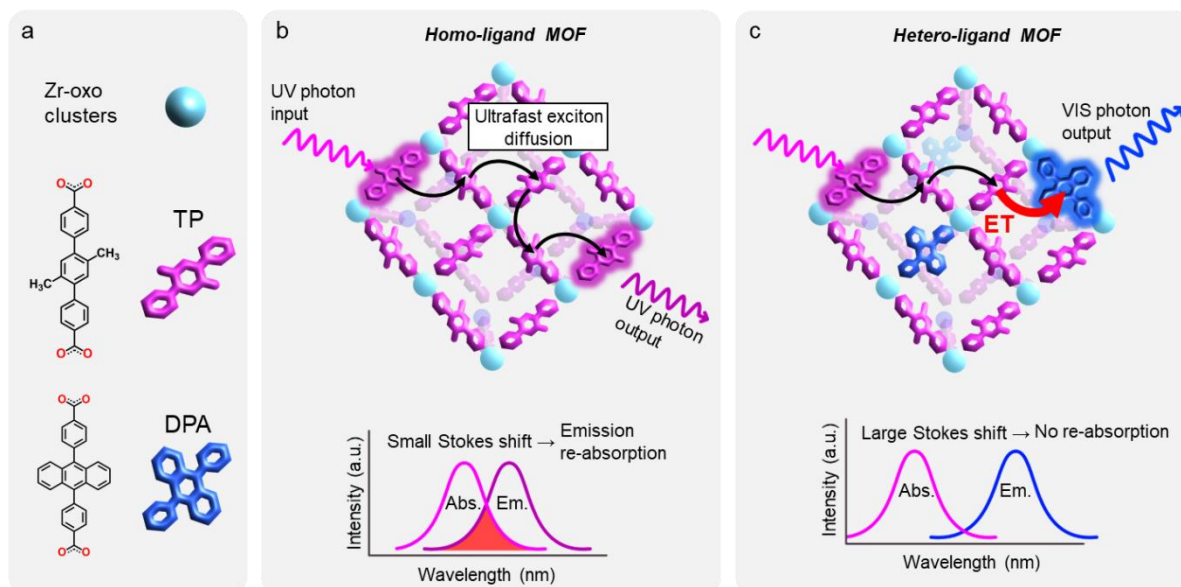 a
Zr-oxo
clusters
TP
O O
CH₃
H₃C
O O
DPA
O O
O O
b
Homo-ligand MOF
UV photon
input
Ultrafast exciton
diffusion
UV photon
output
Small Stokes shift → Emission
re-absorption
Abs. Em.
Intensity (a.u.)
Wavelength (nm)
c
Hetero-ligand MOF
VIS photon
output
ET
Large Stokes shift → No re-absorption
Abs. Em.
Intensity (a.u.)
Wavelength (nm)